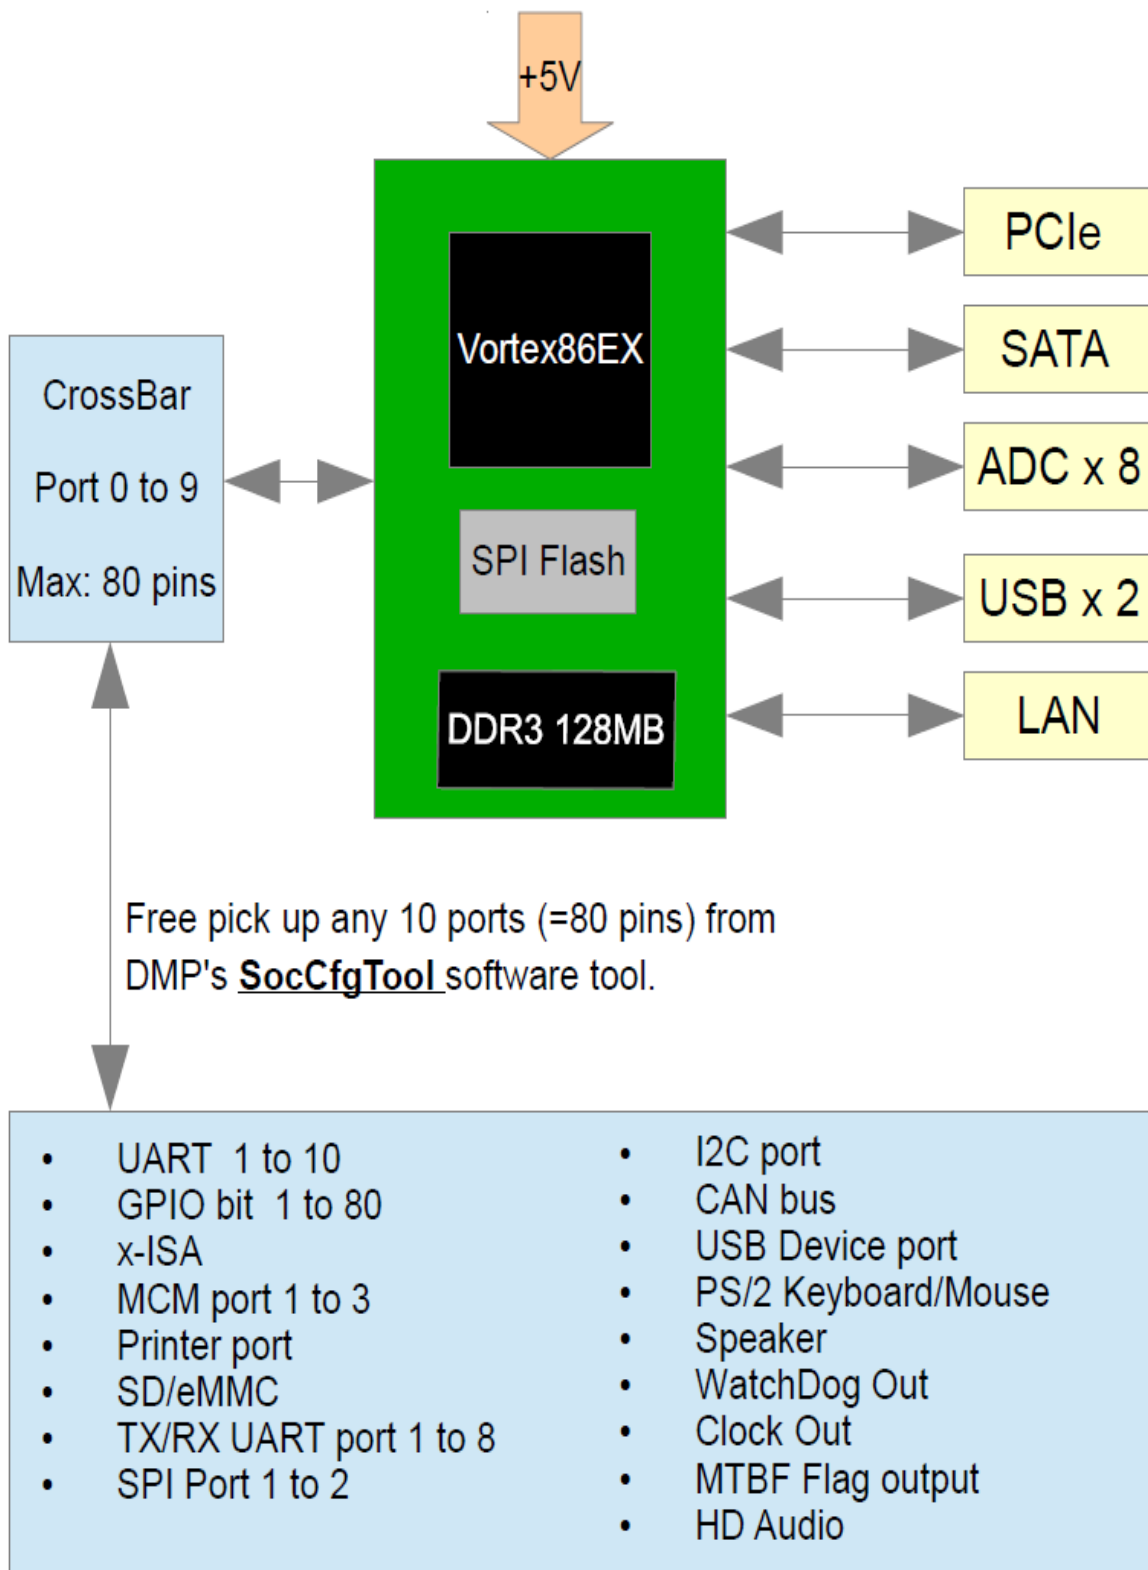 +5V
Vortex86EX
SPI Flash
DDR3 128MB
PCIe
SATA
ADC x 8
USB x 2
LAN
CrossBar
Port 0 to 9
Max: 80 pins
Free pick up any 10 ports (=80 pins) from
DMP's SocCfgTool software tool.
• UART 1 to 10
• GPIO bit 1 to 80
• x-ISA
• MCM port 1 to 3
• Printer port
• SD/eMMC
• TX/RX UART port 1 to 8
• SPI Port 1 to 2
• I2C port
• CAN bus
• USB Device port
• PS/2 Keyboard/Mouse
• Speaker
• WatchDog Out
• Clock Out
• MTBF Flag output
• HD Audio